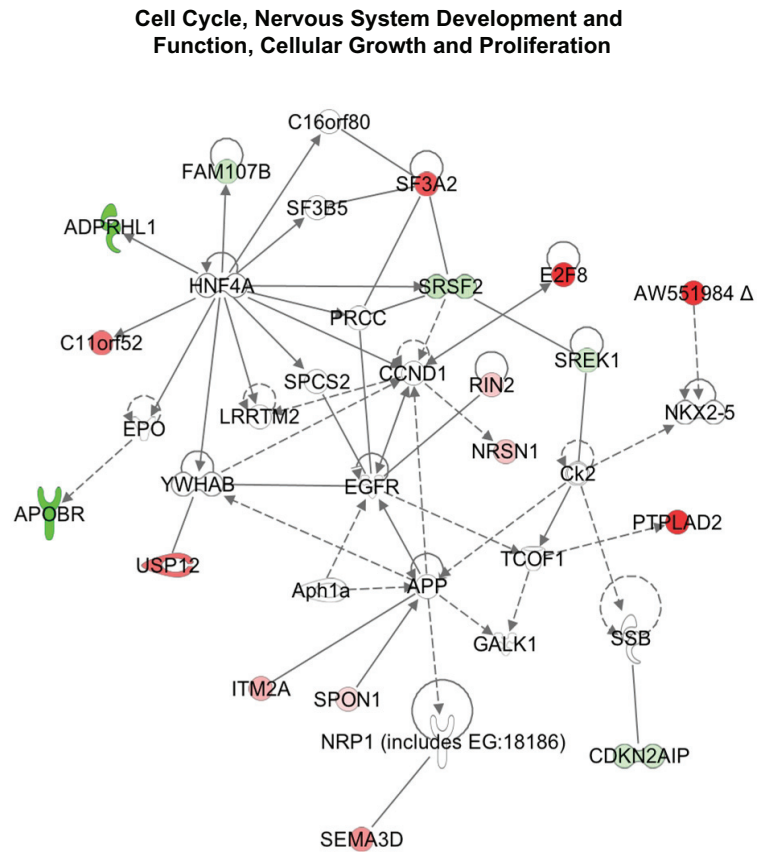 Cell Cycle, Nervous System Development and
Function, Cellular Growth and Proliferation
C16orf80
FAM107B
SF3A2
SF3B5
ADPRHL1
E2F8
HNF4A
SRSF2
AW551984 Δ
PRCC
C11orf52
SREK1
SPCS2
CCND1
RIN2
LRRTM2
NKX2-5
EPO
NRSN1
Ck2
YWHAB
EGFR
APOBR
PTPLAD2
TCOF1
USP12
Aph1a
APP
SSB
GALK1
ITM2A
SPON1
NRP1 (includes EG:18186)
CDKN2AIP
SEMA3D